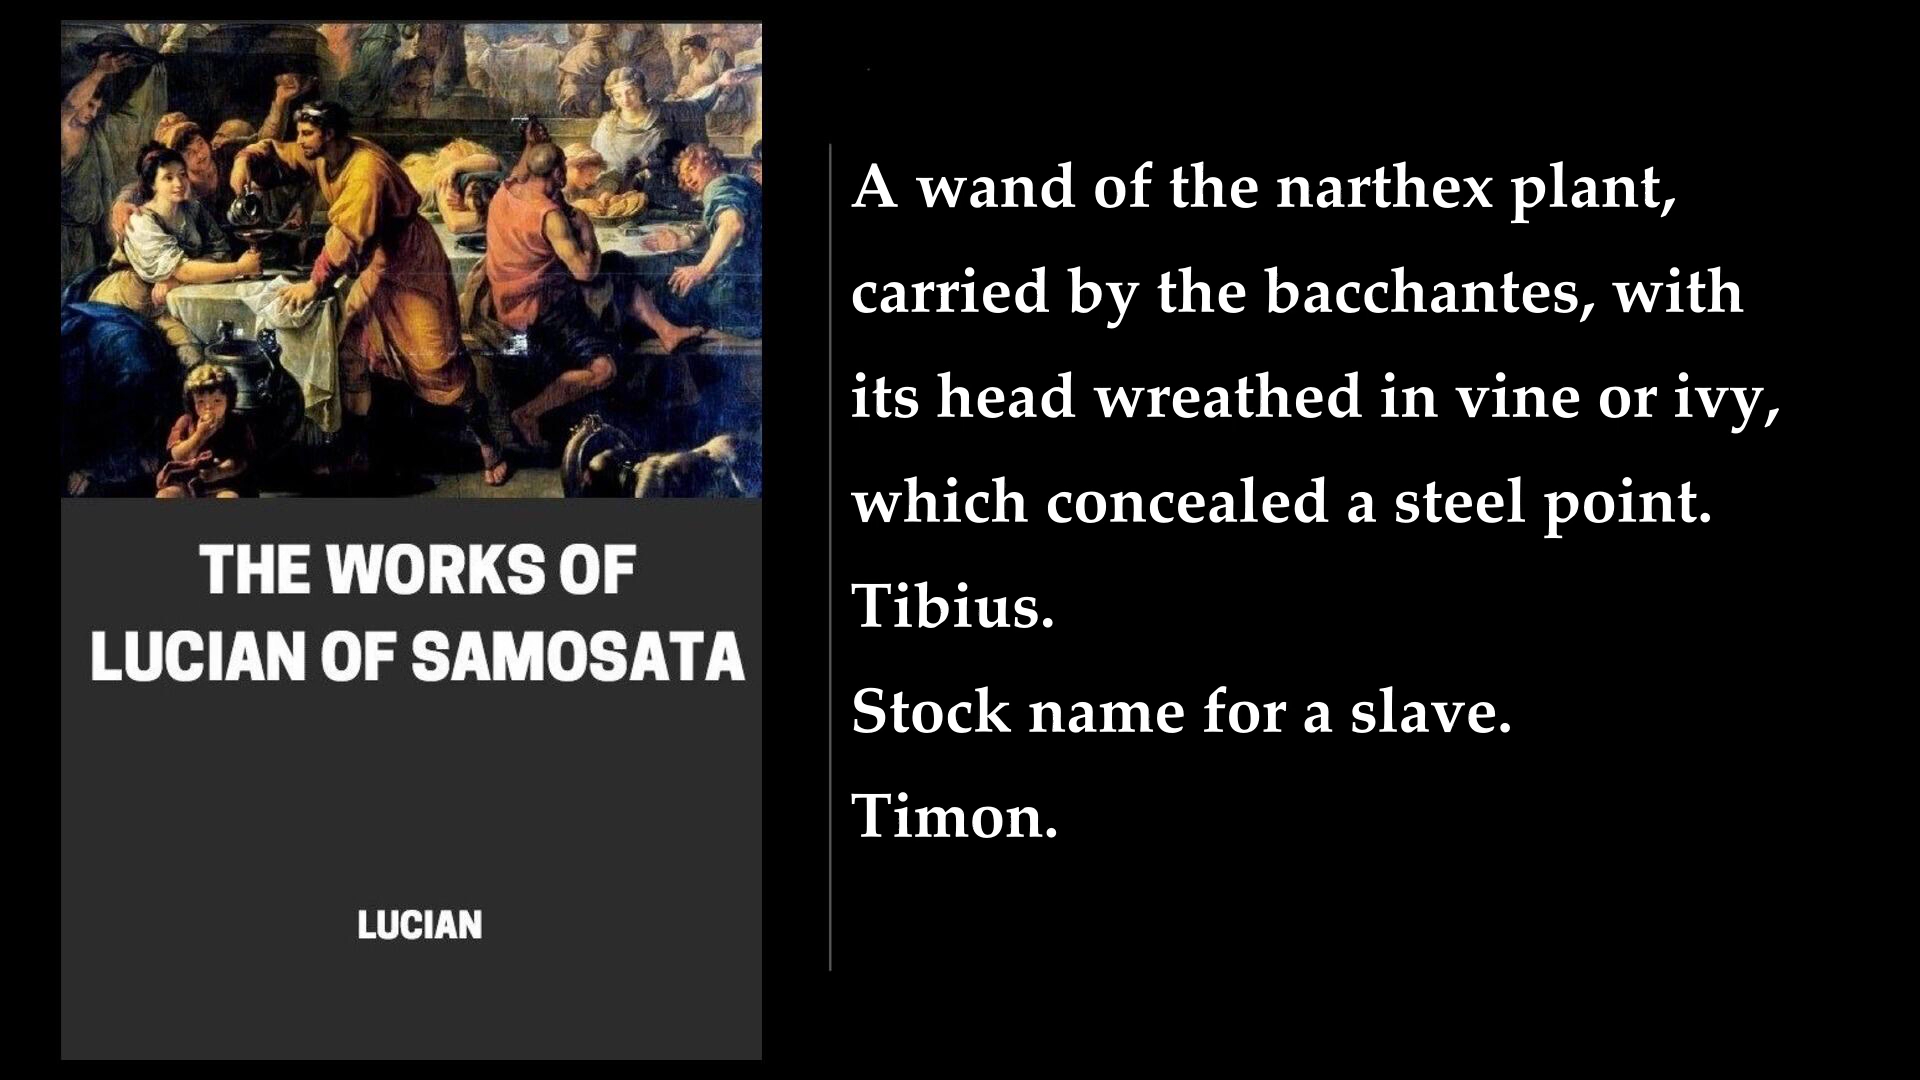 THE WORKS OF
LUCIAN OF SAMOSATA
LUCIAN
A wand of the narthex plant,
carried by the bacchantes, with
its head wreathed in vine or ivy,
which concealed a steel point.
Tibius.
Stock name for a slave.
Timon.